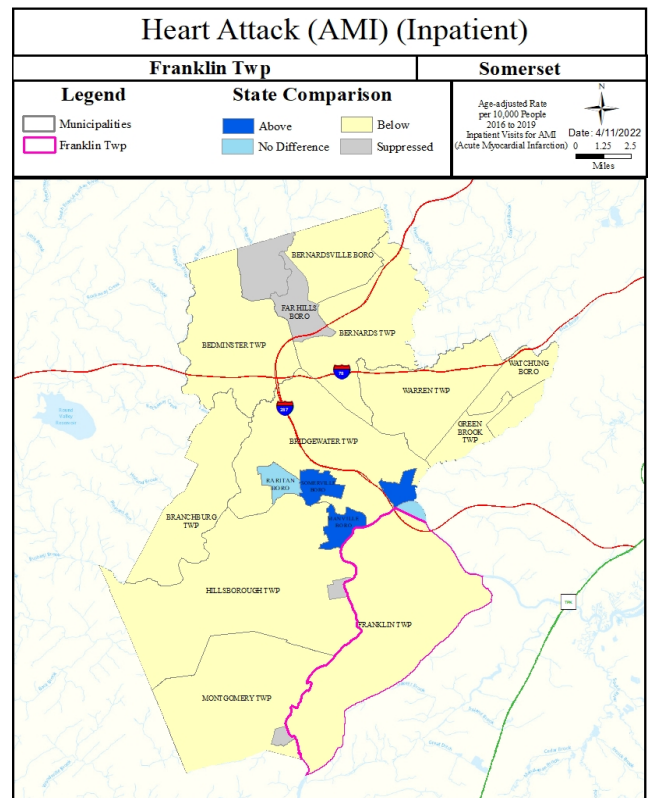 Heart Attack (AMI) (Inpatient)
Franklin Twp
Somerset
Legend
Municipalities
Franklin Twp
State Comparison
Above
Below
No Difference
Suppressed
Age-adjusted Rate
per 10,000 People
2016 to 2019
Inpatient Visits for AMI
(Acute Myocardial Infarction)
N
Date: 4/11/2022
0 1.25 2.5
Miles
BERNARDSVILLE BORO
FAR HILLS
BORO
BERNARDS TWP
BEDMINSTER TWP
WATCHUNG
BORO
78
WARREN TWP
287
GREEN
BROOK
TWP
BRIDGEWATER TWP
RARITAN
BORO
BORO
BRANCHBURG
TWP
BORO
HILLSBOROUGH TWP
FRANKLIN TWP
MONTGOMERY TWP